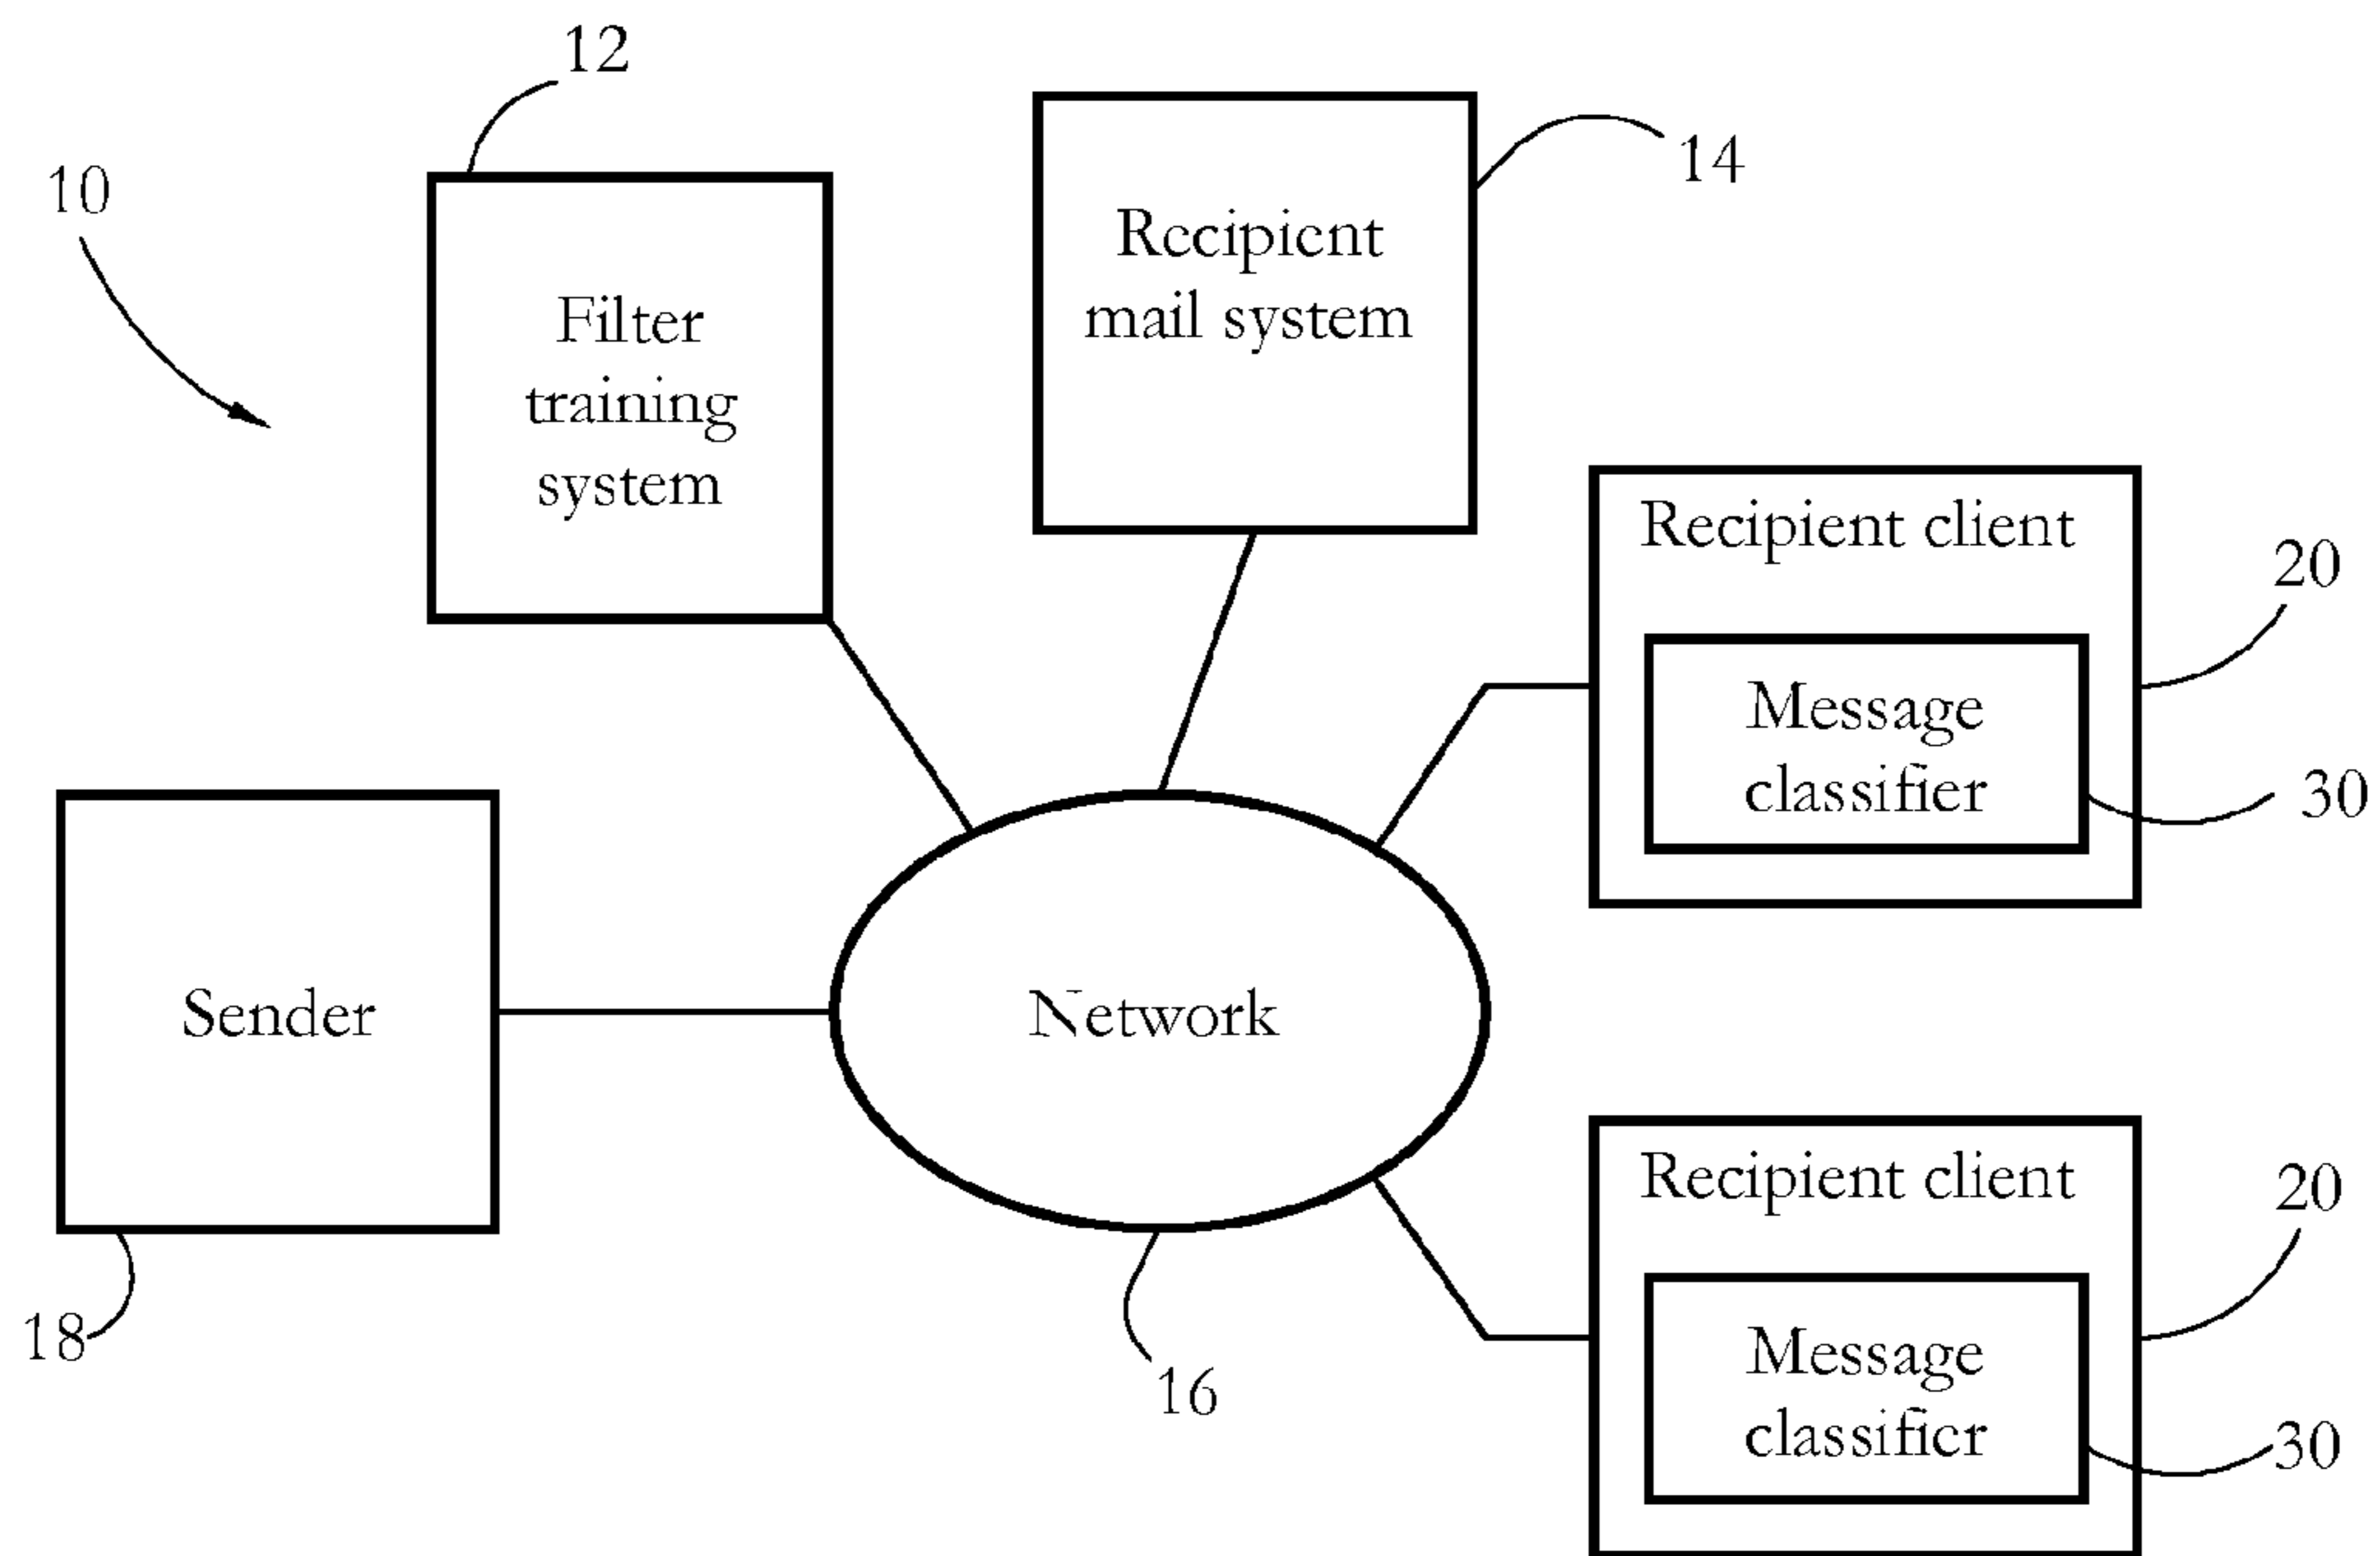 12
10
14
Filter
training
system
Recipient
mail system
Recipient client
20
Message
classifier
30
Sender
18
Network
16
Recipient client
20
Message
classifier
30